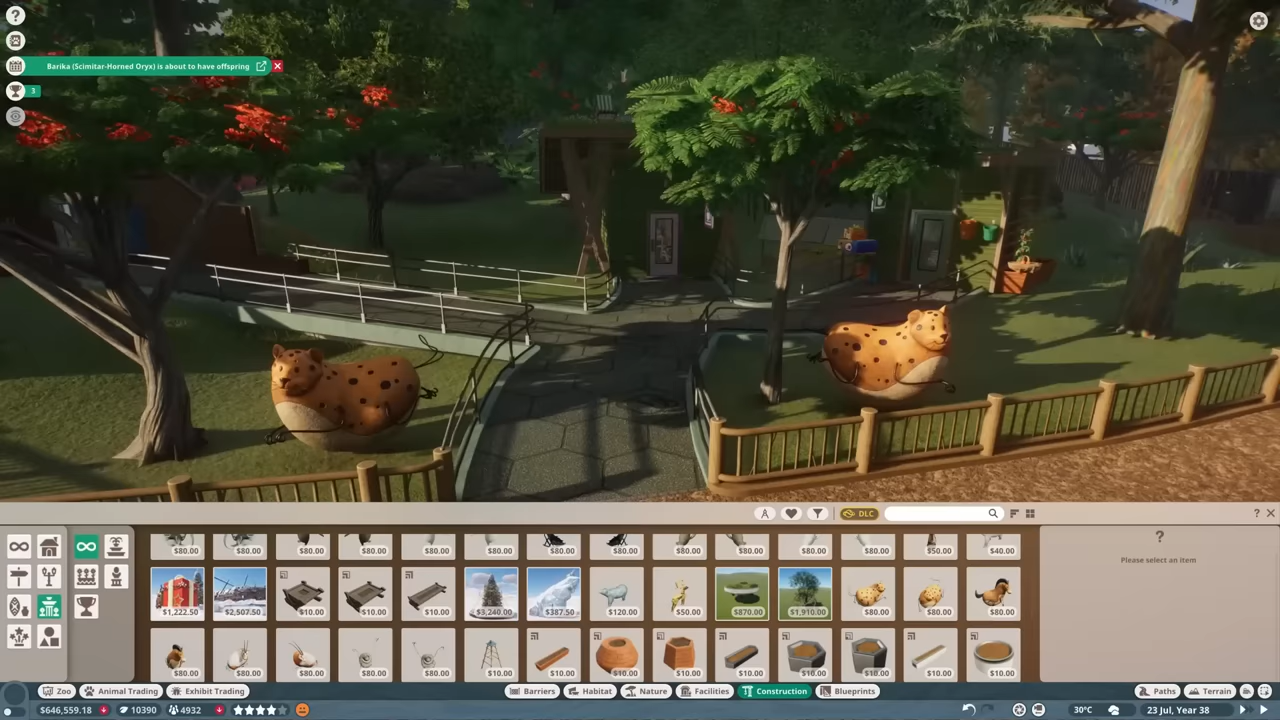 ?
Barika (Scimitar-Horned Oryx) is about to have offspring
3
DLC
?
$80.00 $80.00 $80.00 $80.00 $80.00 $80.00 $80.00 $80.00 $80.00 $80.00 $80.00 $80.00 $50.00 $40.00
?
Please select an item
$1,222.50 $2,507.50 $10.00 $10.00 $10.00 $3,240.00 $387.50 $120.00 $50.00 $870.00 $1,910.00 $80.00 $80.00 $80.00
$80.00 $80.00 $80.00 $80.00 $80.00 $10.00 $10.00 $10.00 $10.00 $10.00 $10.00 $10.00 $10.00 $10.00
Zoo Animal Trading Exhibit Trading Barriers Habitat Nature Facilities Construction Blueprints Paths Terrain
$646,559.18 10390 4932 30°C 23 Jul, Year 38